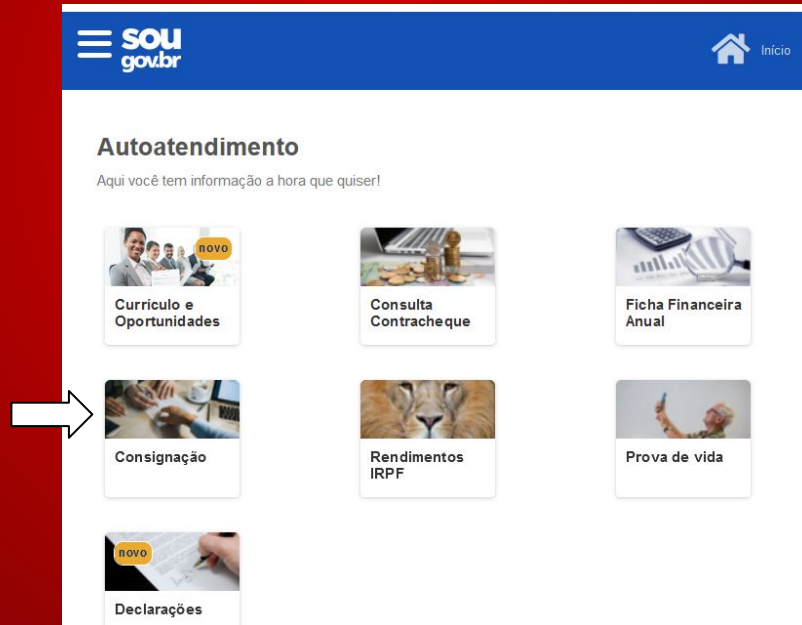 sou
gov.br
Início
Autoatendimento
Aqui você tem informação a hora que quiser!
novo
Currículo e
Oportunidades
Consulta
Contracheque
Ficha Financeira
Anual
Consignação
Rendimentos
IRPF
Prova de vida
novo
Declarações